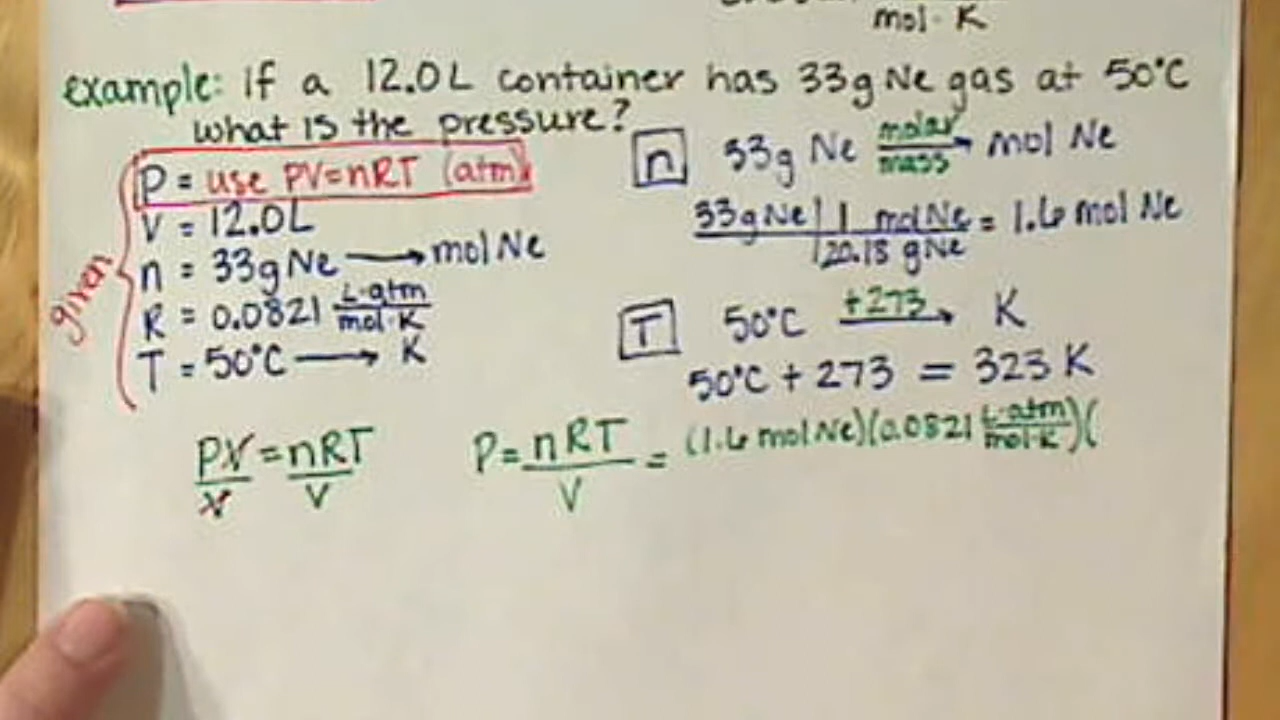 mol · K
example: if a 12.0L container has 33g Ne gas at 50°C
what is the pressure?
P = use PV=nRT (atm)
V = 12.0L
n = 33g Ne → mol Ne
R = 0.0821 L·atm
mol·K
T = 50°C → K
given
n 33g Ne molar mass → mol Ne
33g Ne | 1 mol Ne = 1.6 mol Ne
20.18 g Ne
T 50°C +273 → K
50°C + 273 = 323 K
PV = nRT
V V
P = nRT = (1.6 mol Ne)(0.0821 L·atm
mol·K)(
V